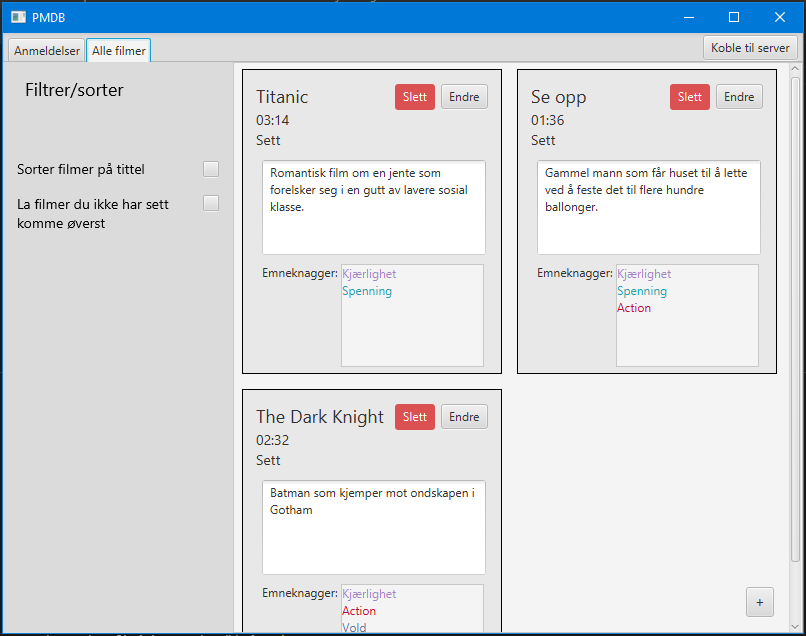 PMDB
Anmeldelser
Alle filmer
Koble til server
Filtrer/sorter
Sorter filmer på tittel
La filmer du ikke har sett
komme øverst
Titanic
Slett
Endre
03:14
Sett
Romantisk film om en jente som
forelsker seg i en gutt av lavere sosial
klasse.
Emneknagger:
Kjærlighet
Spenning
Se opp
Slett
Endre
01:36
Sett
Gammel mann som får huset til å lette
ved å feste det til flere hundre
ballonger.
Emneknagger:
Kjærlighet
Spenning
Action
The Dark Knight
Slett
Endre
02:32
Sett
Batman som kjemper mot ondskapen i
Gotham
Emneknagger:
Kjærlighet
Action
Vold
+